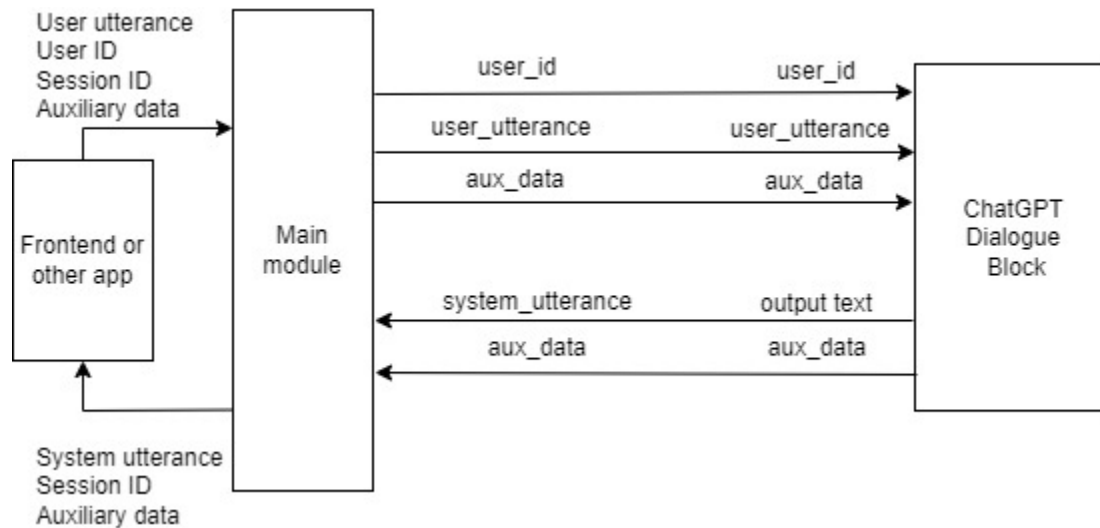 User utterance
User ID
Session ID
Auxiliary data
Frontend or
other app
System utterance
Session ID
Auxiliary data
Main
module
user_id user_id
user_utterance user_utterance
aux_data aux_data
system_utterance output text
aux_data aux_data
ChatGPT
Dialogue
Block